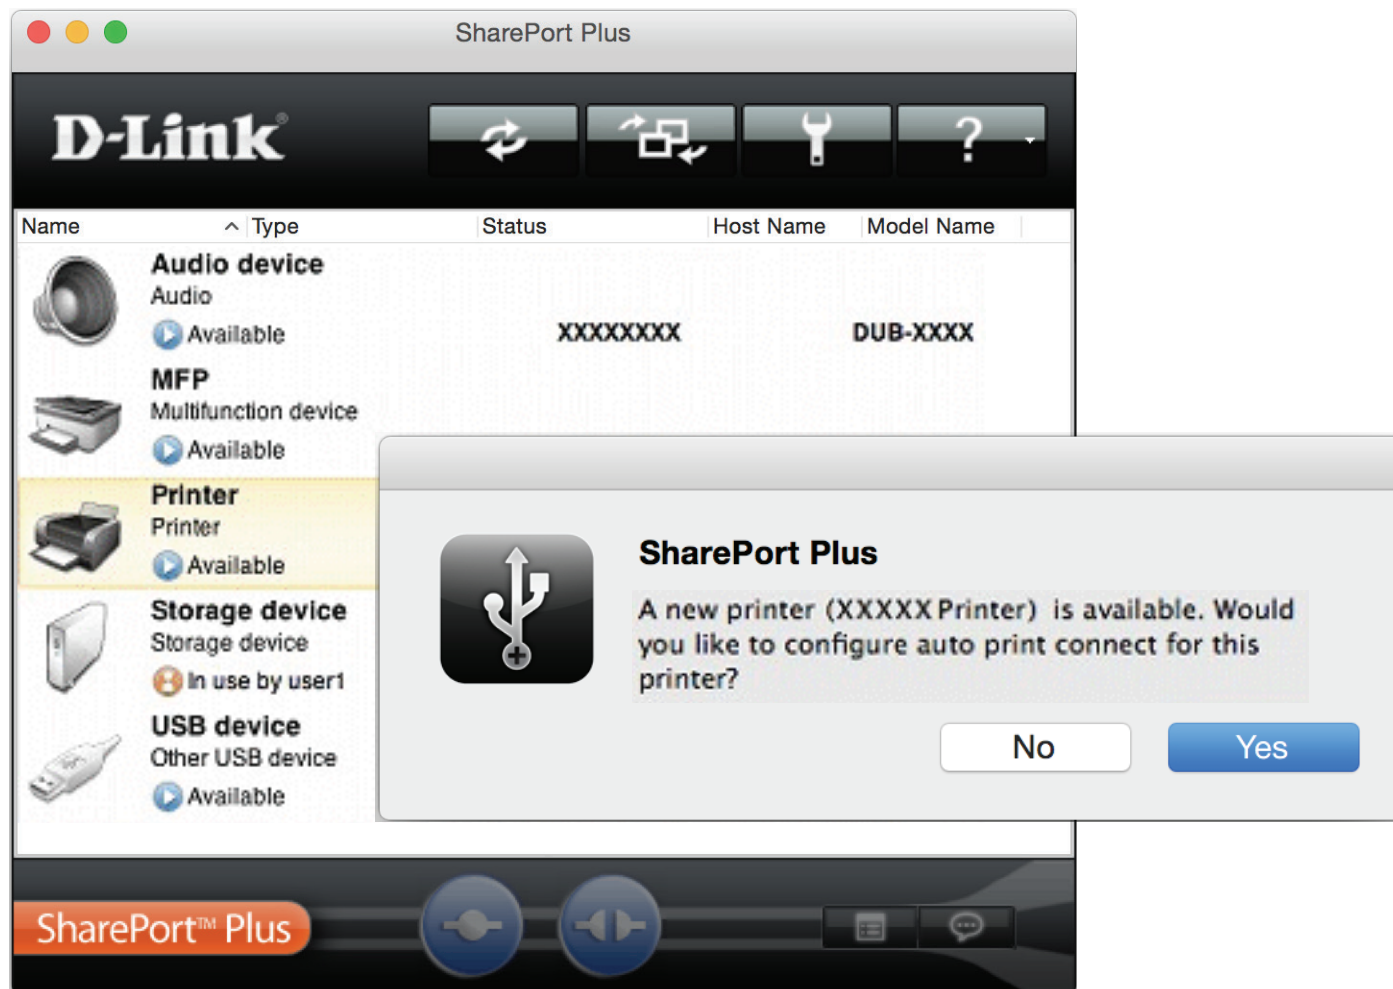 SharePort Plus
D-Link®
?
Name Type Status Host Name Model Name
Audio device
Audio
Available XXXXXXXX DUB-XXXX
MFP
Multifunction device
Available
Printer
Printer
Available
Storage device
Storage device
In use by user1
USB device
Other USB device
Available
SharePort Plus
A new printer (XXXXX Printer) is available. Would
you like to configure auto print connect for this
printer?
No Yes
SharePort™ Plus